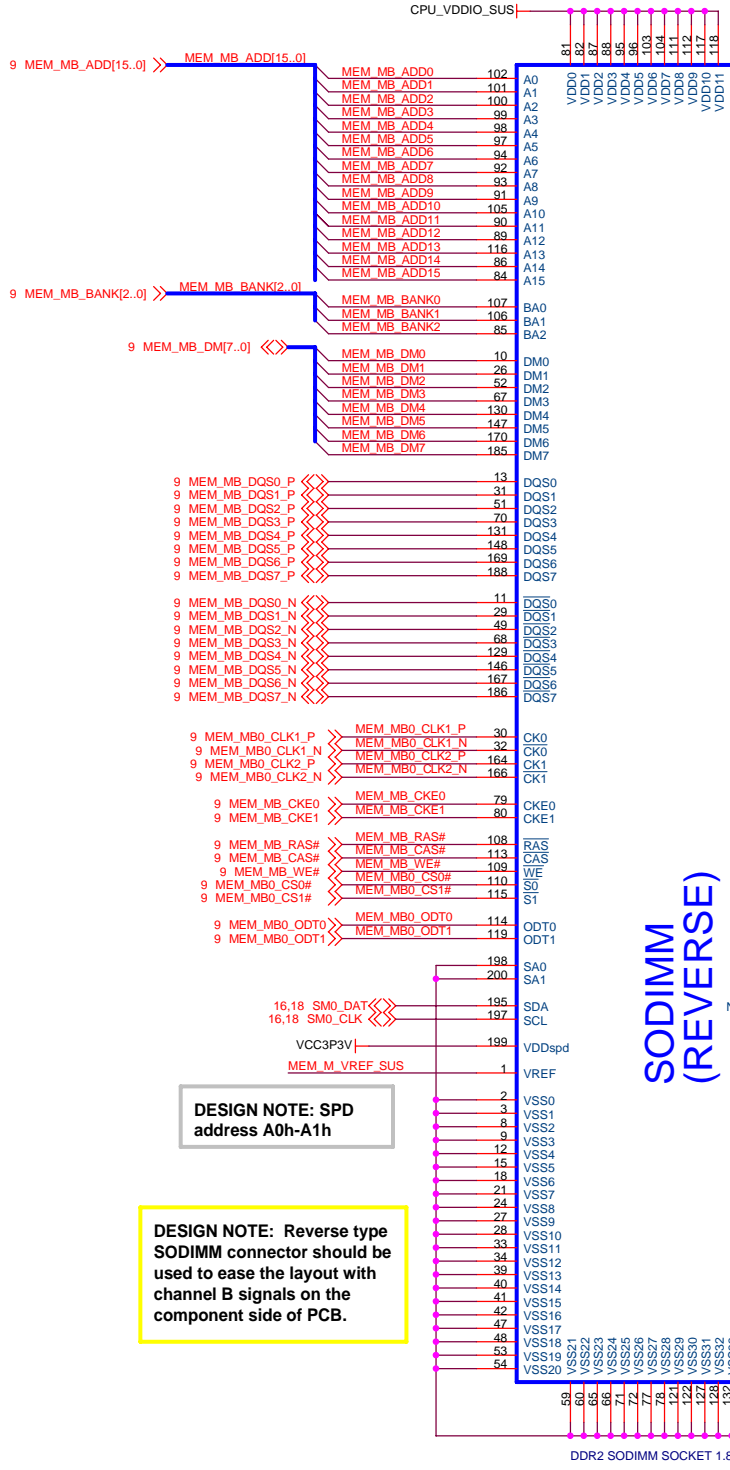 CPU_VDDIO_SUS
81 82 87 88 95 96 103 104 111 112 117 118
VDD0 VDD1 VDD2 VDD3 VDD4 VDD5 VDD6 VDD7 VDD8 VDD9 VDD10 VDD11
9 MEM_MB_ADD[15..0] MEM_MB_ADD[15..0]
MEM_MB_ADD0 102 A0
MEM_MB_ADD1 101 A1
MEM_MB_ADD2 100 A2
MEM_MB_ADD3 99 A3
MEM_MB_ADD4 98 A4
MEM_MB_ADD5 97 A5
MEM_MB_ADD6 94 A6
MEM_MB_ADD7 92 A7
MEM_MB_ADD8 93 A8
MEM_MB_ADD9 91 A9
MEM_MB_ADD10 105 A10
MEM_MB_ADD11 90 A11
MEM_MB_ADD12 89 A12
MEM_MB_ADD13 116 A13
MEM_MB_ADD14 86 A14
MEM_MB_ADD15 84 A15
9 MEM_MB_BANK[2..0] MEM_MB_BANK[2..0]
MEM_MB_BANK0 107 BA0
MEM_MB_BANK1 106 BA1
MEM_MB_BANK2 85 BA2
9 MEM_MB_DM[7..0]
MEM_MB_DM0 10 DM0
MEM_MB_DM1 26 DM1
MEM_MB_DM2 52 DM2
MEM_MB_DM3 67 DM3
MEM_MB_DM4 130 DM4
MEM_MB_DM5 147 DM5
MEM_MB_DM6 170 DM6
MEM_MB_DM7 185 DM7
9 MEM_MB_DQS0_P 13 DQS0
9 MEM_MB_DQS1_P 31 DQS1
9 MEM_MB_DQS2_P 51 DQS2
9 MEM_MB_DQS3_P 70 DQS3
9 MEM_MB_DQS4_P 131 DQS4
9 MEM_MB_DQS5_P 148 DQS5
9 MEM_MB_DQS6_P 169 DQS6
9 MEM_MB_DQS7_P 188 DQS7
9 MEM_MB_DQS0_N 11 DQS0
9 MEM_MB_DQS1_N 29 DQS1
9 MEM_MB_DQS2_N 49 DQS2
9 MEM_MB_DQS3_N 68 DQS3
9 MEM_MB_DQS4_N 129 DQS4
9 MEM_MB_DQS5_N 146 DQS5
9 MEM_MB_DQS6_N 167 DQS6
9 MEM_MB_DQS7_N 186 DQS7
9 MEM_MB0_CLK1_P MEM_MB0_CLK1_P 30 CK0
9 MEM_MB0_CLK1_N MEM_MB0_CLK1_N 32 CK0
9 MEM_MB0_CLK2_P MEM_MB0_CLK2_P 164 CK1
9 MEM_MB0_CLK2_N MEM_MB0_CLK2_N 166 CK1
9 MEM_MB_CKE0 MEM_MB_CKE0 79 CKE0
9 MEM_MB_CKE1 MEM_MB_CKE1 80 CKE1
9 MEM_MB_RAS# MEM_MB_RAS# 108 RAS
9 MEM_MB_CAS# MEM_MB_CAS# 113 CAS
9 MEM_MB_WE# MEM_MB_WE# 109 WE
9 MEM_MB0_CS0# MEM_MB0_CS0# 110 S0
9 MEM_MB0_CS1# MEM_MB0_CS1# 115 S1
9 MEM_MB0_ODT0 MEM_MB0_ODT0 114 ODT0
9 MEM_MB0_ODT1 MEM_MB0_ODT1 119 ODT1
198 SA0
200 SA1
16,18 SM0_DAT 195 SDA
16,18 SM0_CLK 197 SCL
VCC3P3V 199 VDDspd
MEM_M_VREF_SUS 1 VREF
SODIMM
(REVERSE)
DESIGN NOTE: SPD
address A0h-A1h
DESIGN NOTE: Reverse type
SODIMM connector should be
used to ease the layout with
channel B signals on the
component side of PCB.
2 VSS0
3 VSS1
8 VSS2
9 VSS3
12 VSS4
15 VSS5
18 VSS6
21 VSS7
24 VSS8
27 VSS9
28 VSS10
33 VSS11
34 VSS12
39 VSS13
40 VSS14
41 VSS15
42 VSS16
47 VSS17
48 VSS18
53 VSS19
54 VSS20
VSS21 VSS22 VSS23 VSS24 VSS25 VSS26 VSS27 VSS28 VSS29 VSS30 VSS31 VSS32
59 60 65 66 71 72 77 78 121 122 127 128 132
DDR2 SODIMM SOCKET 1.8